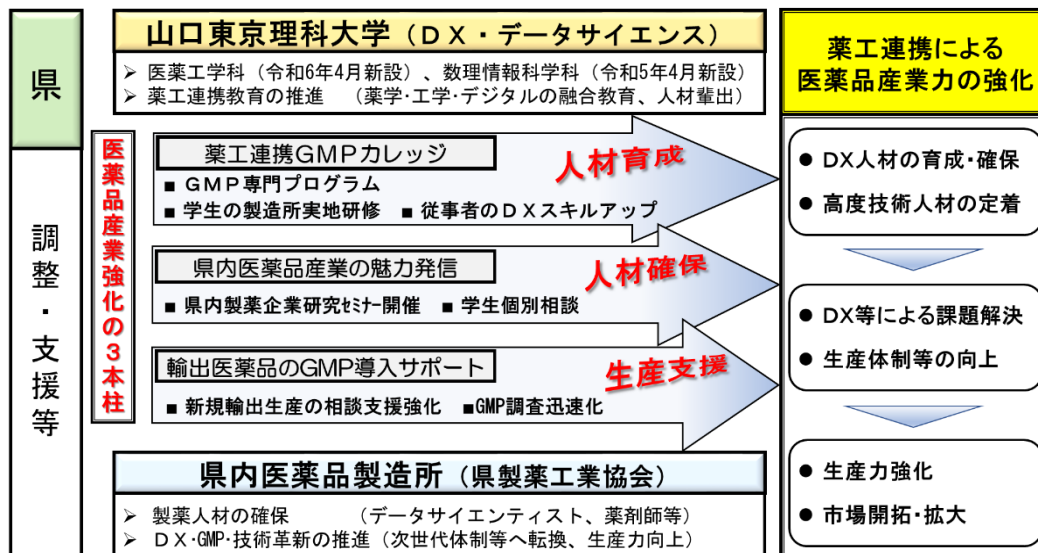 県
調整・支援等
山口東京理科大学（ＤＸ・データサイエンス）
➢ 医薬工学科（令和6年4月新設）、数理情報科学科（令和5年4月新設）
➢ 薬工連携教育の推進　（薬学・工学・デジタルの融合教育、人材輩出）
医薬品産業強化の３本柱
薬工連携GMPカレッジ
■ ＧＭＰ専門プログラム
■ 学生の製造所実地研修　■ 従事者のＤＸスキルアップ
人材育成
県内医薬品産業の魅力発信
■ 県内製薬企業研究ｾﾐﾅｰ開催　■ 学生個別相談
人材確保
輸出医薬品のGMP導入サポート
■ 新規輸出生産の相談支援強化　■GMP調査迅速化
生産支援
県内医薬品製造所（県製薬工業協会）
➢ 製薬人材の確保　　　（データサイエンティスト、薬剤師等）
➢ ＤＸ・GMP・技術革新の推進（次世代体制等へ転換、生産力向上）
薬工連携による
医薬品産業力の強化
● DX人材の育成・確保
● 高度技術人材の定着
● DX等による課題解決
● 生産体制等の向上
● 生産力強化
● 市場開拓・拡大